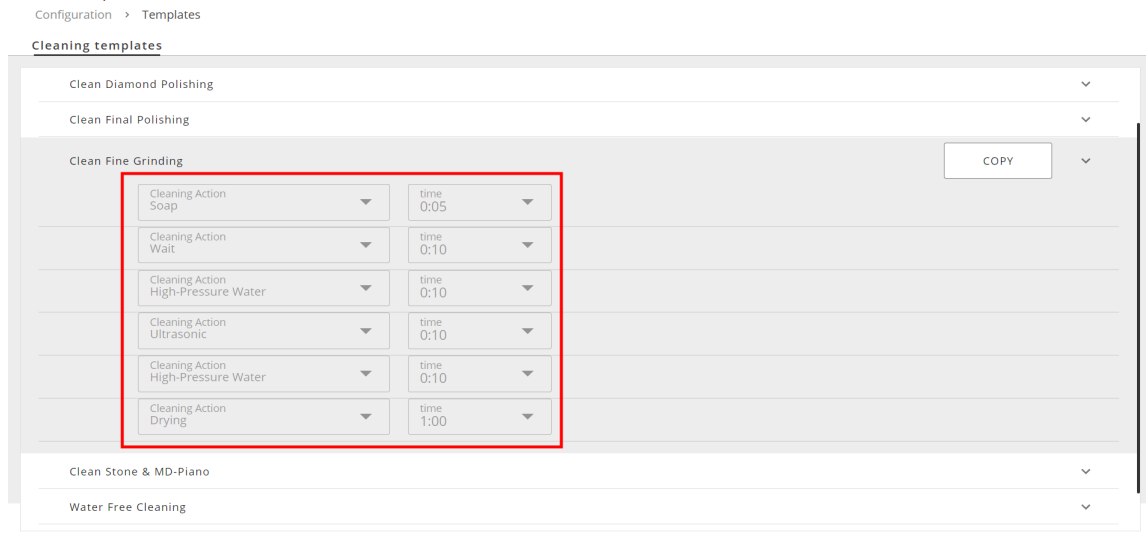 Configuration > Templates
Cleaning templates
Clean Diamond Polishing
Clean Final Polishing
Clean Fine Grinding COPY
Cleaning Action time
Soap 0:05
Cleaning Action time
Wait 0:10
Cleaning Action time
High-Pressure Water 0:10
Cleaning Action time
Ultrasonic 0:10
Cleaning Action time
High-Pressure Water 0:10
Cleaning Action time
Drying 1:00
Clean Stone & MD-Piano
Water Free Cleaning